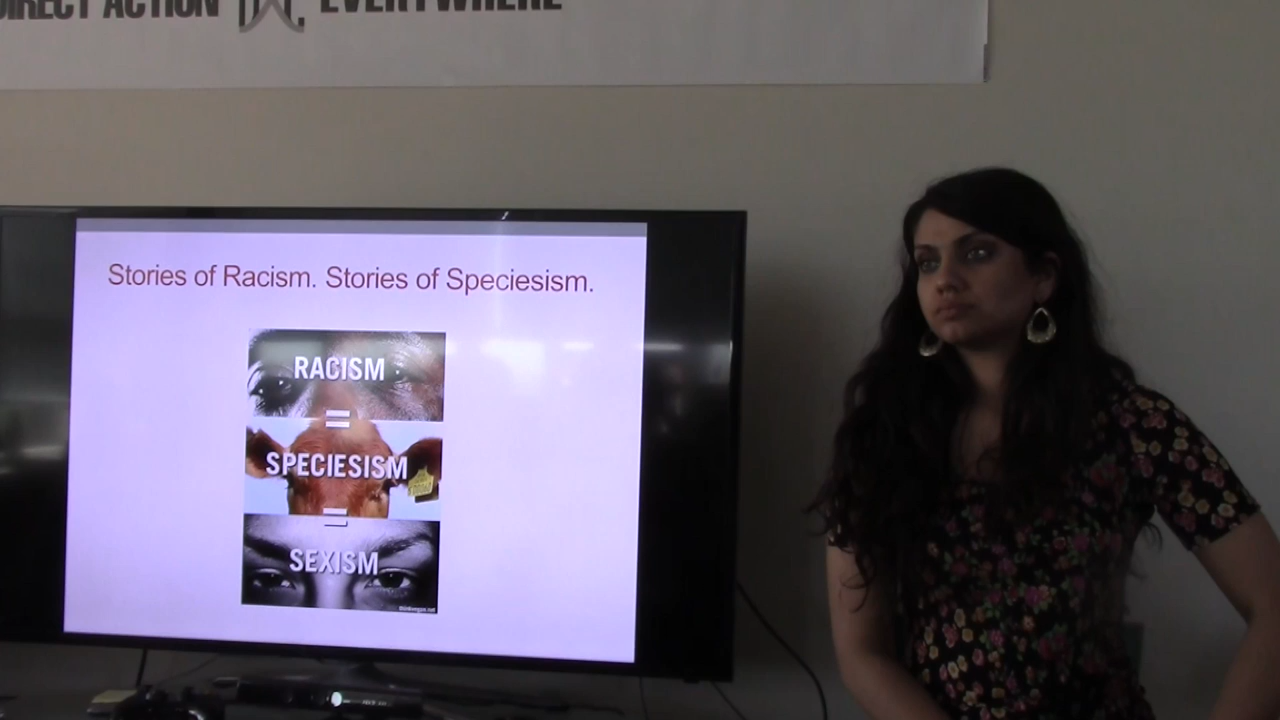 DIRECT ACTION EVERYWHERE
Stories of Racism. Stories of Speciesism.
RACISM
=
SPECIESISM
=
SEXISM